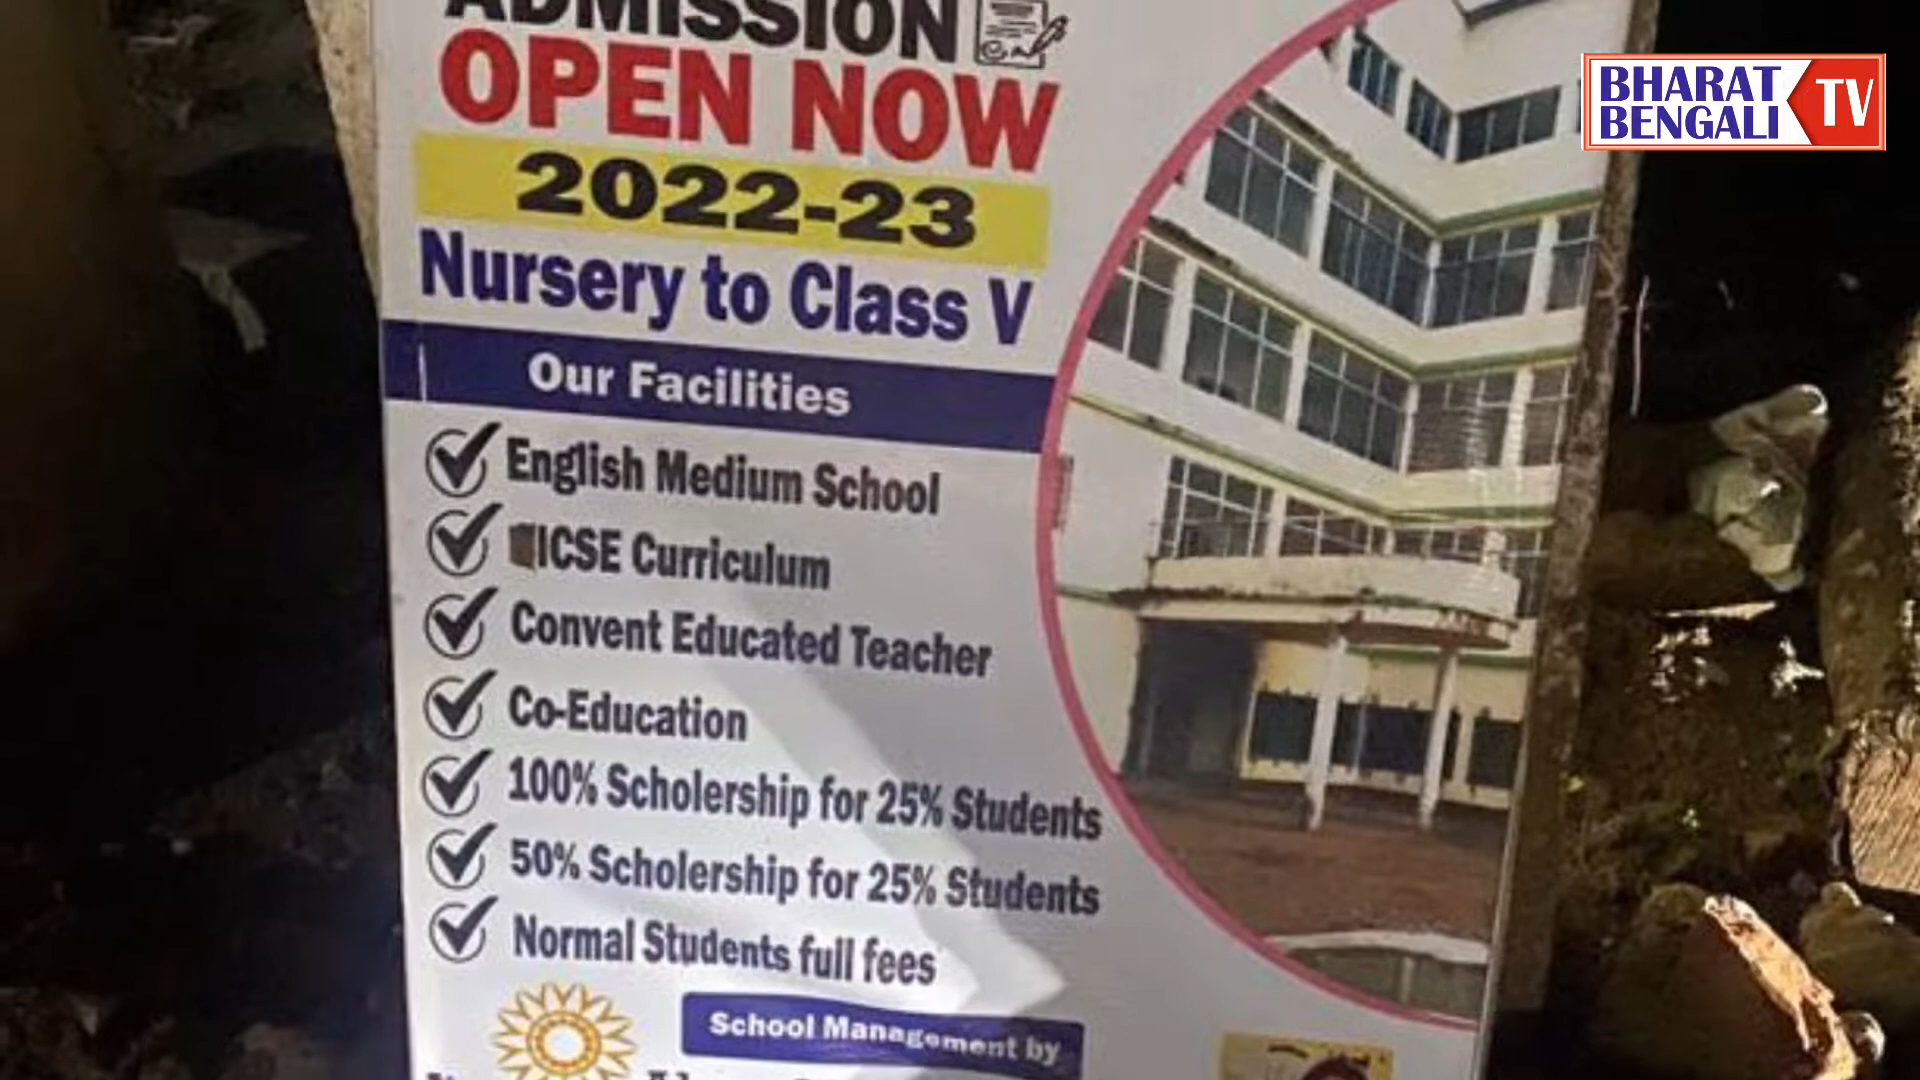 ADMISSION
OPEN NOW
2022-23
Nursery to Class V
Our Facilities
English Medium School
ICSE Curriculum
Convent Educated Teacher
Co-Education
100% Scholership for 25% Students
50% Scholership for 25% Students
Normal Students full fees
School Management by
BHARAT
BENGALI
TV